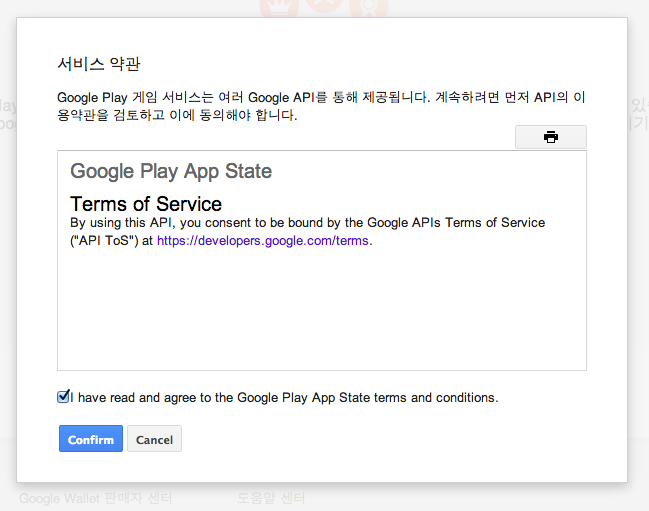 서비스 약관
Google Play 게임 서비스는 여러 Google API를 통해 제공됩니다. 계속하려면 먼저 API의 이
용약관을 검토하고 이에 동의해야 합니다.
Google Play App State
Terms of Service
By using this API, you consent to be bound by the Google APIs Terms of Service
("API ToS") at https://developers.google.com/terms.
I have read and agree to the Google Play App State terms and conditions.
Confirm Cancel
Google Wallet 판매자 센터 도움말 센터